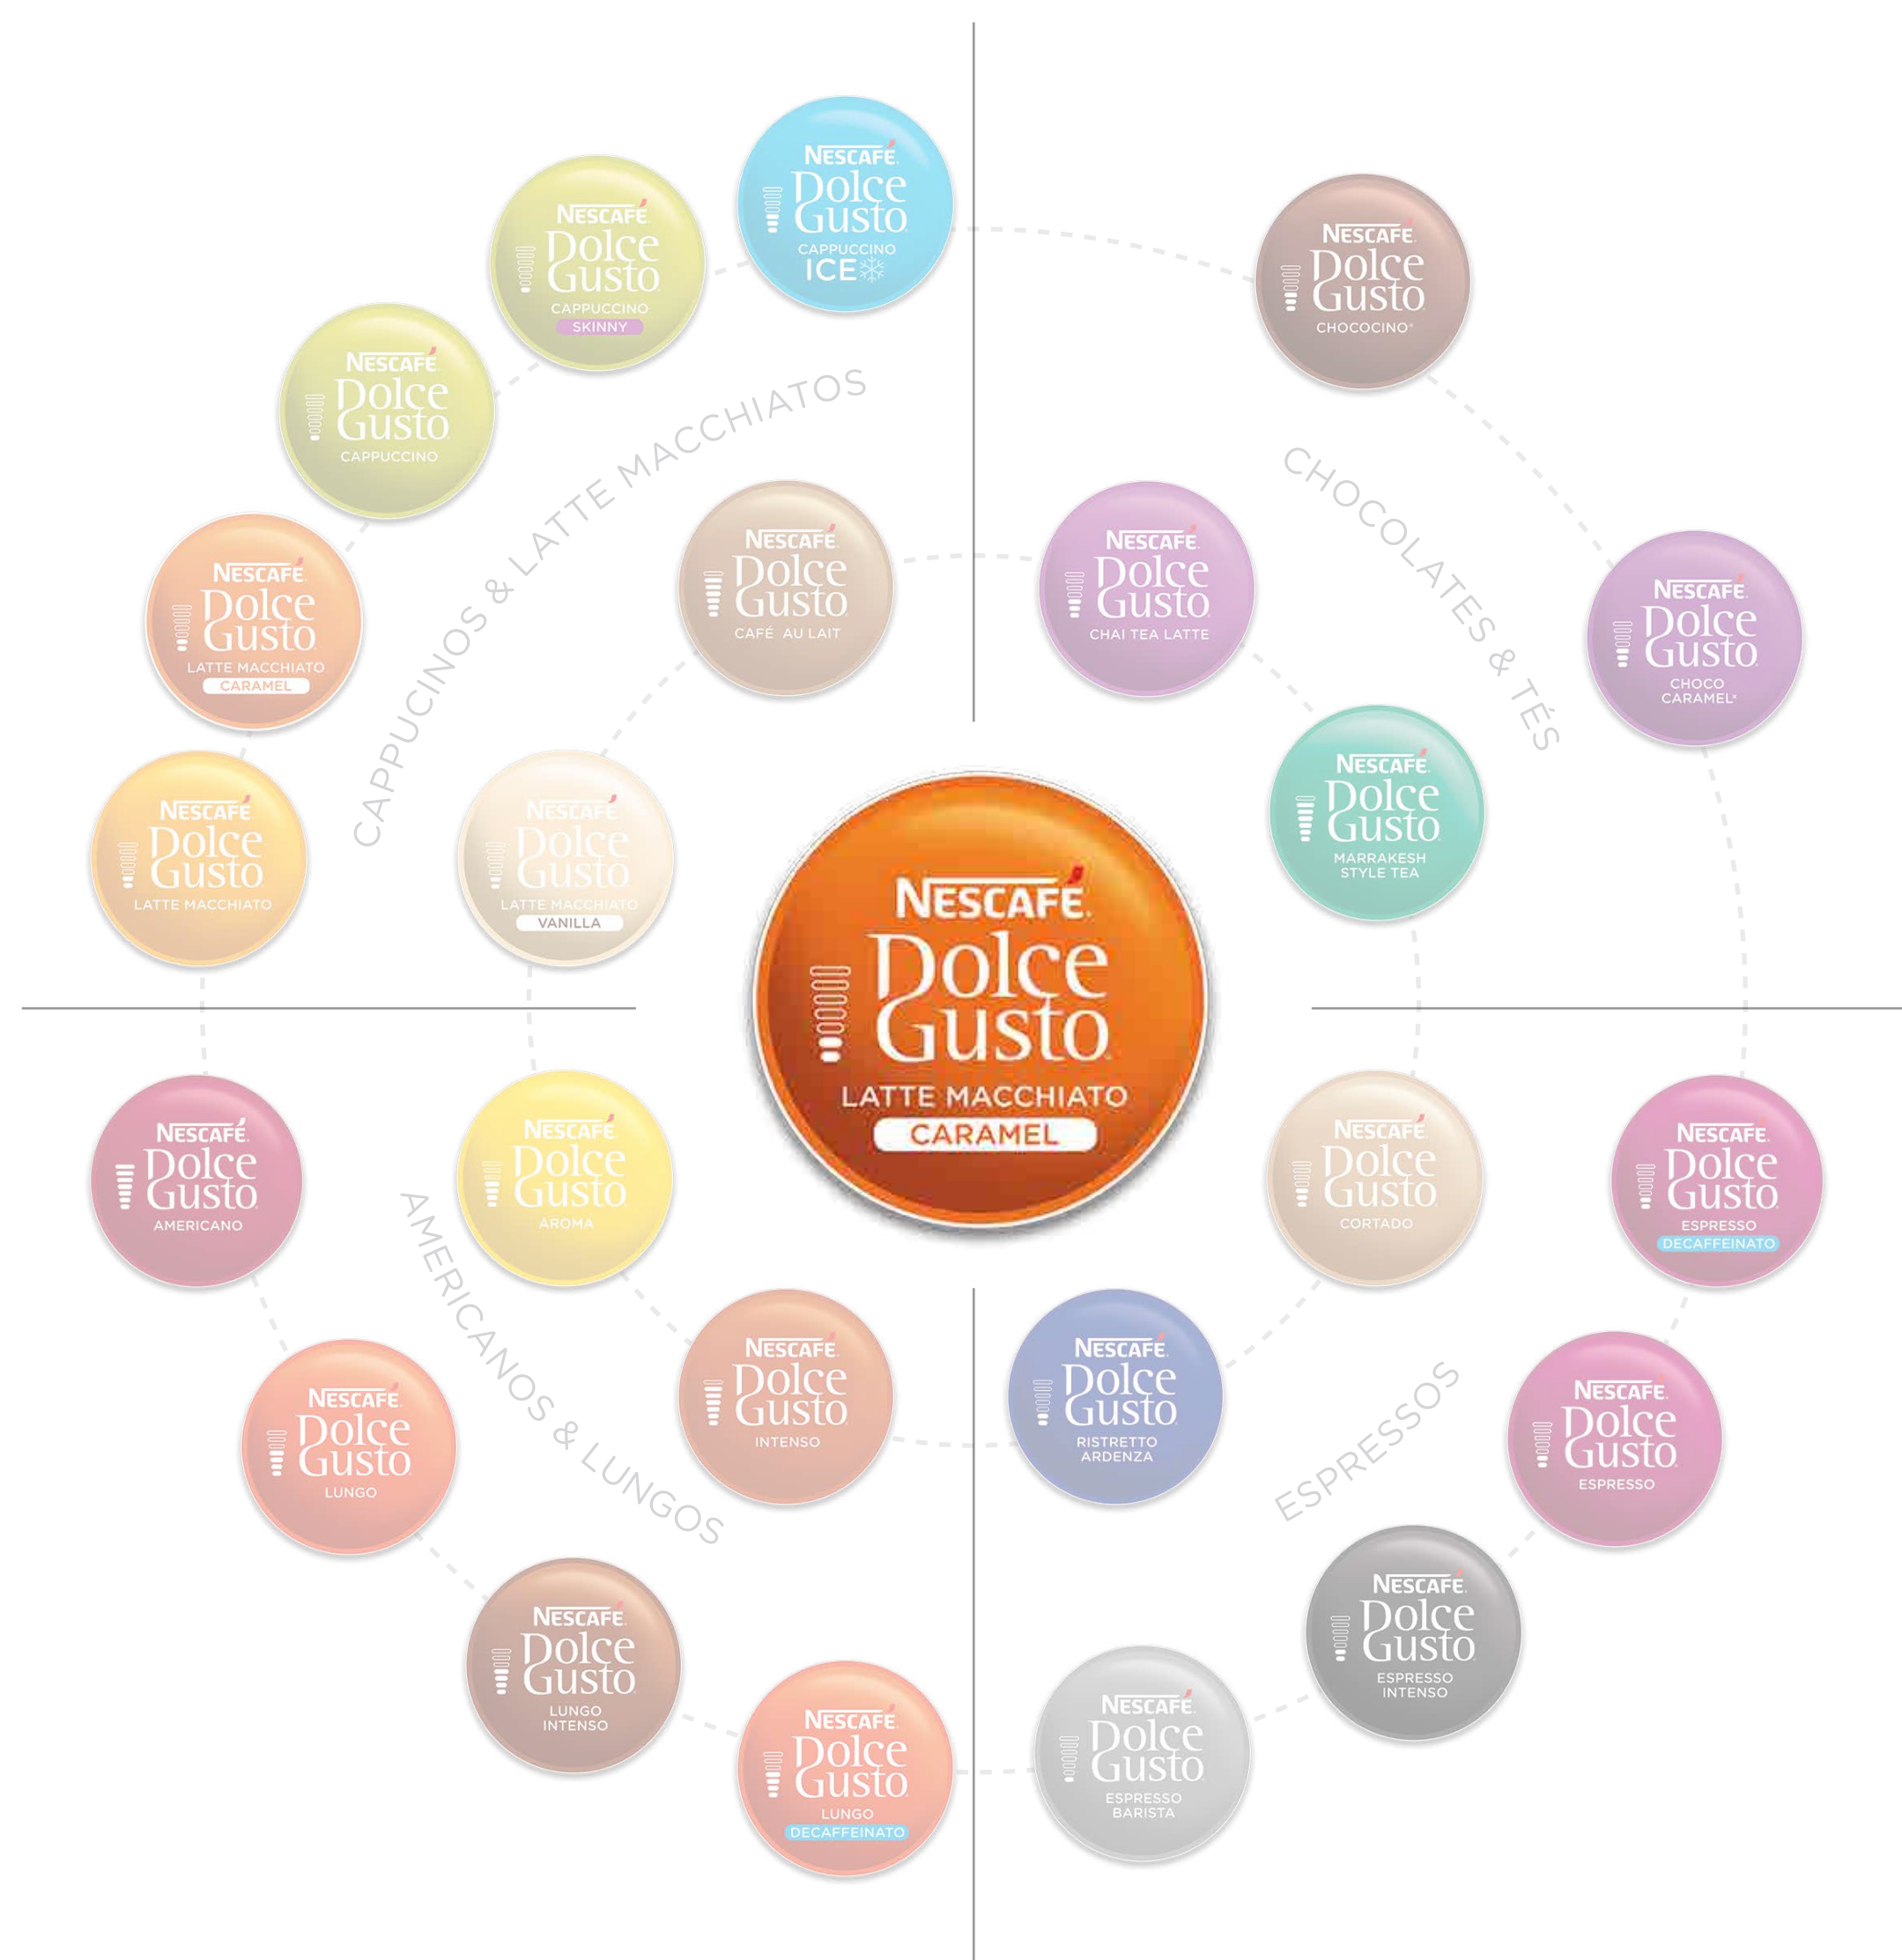 NESCAFÉ.
Dolce
Gusto
CAPPUCCINO
ICE
NESCAFÉ.
Dolce
Gusto
CAPPUCCINO
SKINNY
NESCAFÉ.
Dolce
Gusto
CAPPUCCINO
NESCAFÉ.
Dolce
Gusto
LATTE MACCHIATO
CARAMEL
NESCAFÉ.
Dolce
Gusto
LATTE MACCHIATO
CAPPUCINOS & LATTE MACCHIATOS
NESCAFÉ.
Dolce
Gusto
CAFÉ AU LAIT
NESCAFÉ.
Dolce
Gusto
LATTE MACCHIATO
VANILLA
NESCAFÉ.
Dolce
Gusto
CHOCOCINO®
NESCAFÉ.
Dolce
Gusto
CHOCO
CARAMEL*
CHOCOLATES & TÉS
NESCAFÉ.
Dolce
Gusto
CHAI TEA LATTE
NESCAFÉ.
Dolce
Gusto
MARRAKESH
STYLE TEA
NESCAFÉ.
Dolce
Gusto
LATTE MACCHIATO
CARAMEL
NESCAFÉ.
Dolce
Gusto
AMERICANO
NESCAFÉ.
Dolce
Gusto
AROMA
AMERICANOS & LUNGOS
NESCAFÉ.
Dolce
Gusto
INTENSO
NESCAFÉ.
Dolce
Gusto
LUNGO
NESCAFÉ.
Dolce
Gusto
LUNGO
INTENSO
NESCAFÉ.
Dolce
Gusto
LUNGO
DECAFFEINATO
NESCAFÉ.
Dolce
Gusto
CORTADO
NESCAFÉ.
Dolce
Gusto
ESPRESSO
DECAFFEINATO
NESCAFÉ.
Dolce
Gusto
RISTRETTO
ARDENZA
ESPRESSOS
NESCAFÉ.
Dolce
Gusto
ESPRESSO
NESCAFÉ.
Dolce
Gusto
ESPRESSO
INTENSO
NESCAFÉ.
Dolce
Gusto
ESPRESSO
BARISTA